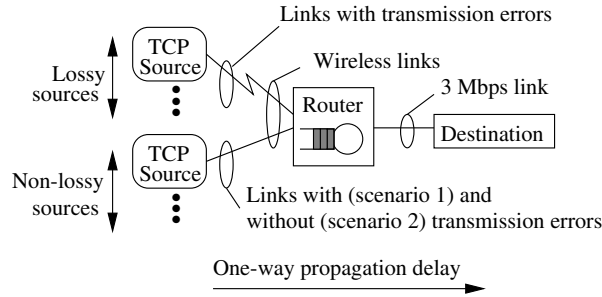 Links with transmission errors
TCP
Source
Lossy
sources
Wireless links
3 Mbps link
Router
Destination
TCP
Source
Non-lossy
sources
Links with (scenario 1) and
without (scenario 2) transmission errors
One-way propagation delay